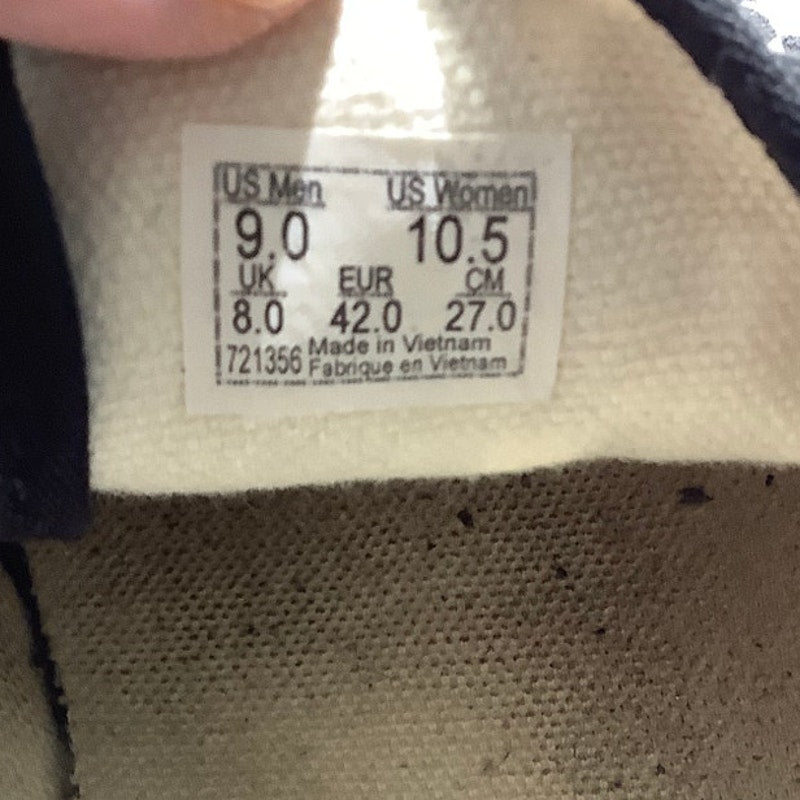 US Men US Women
9.0 10.5
UK EUR CM
8.0 42.0 27.0
721356 Made in Vietnam
Fabrique en Vietnam